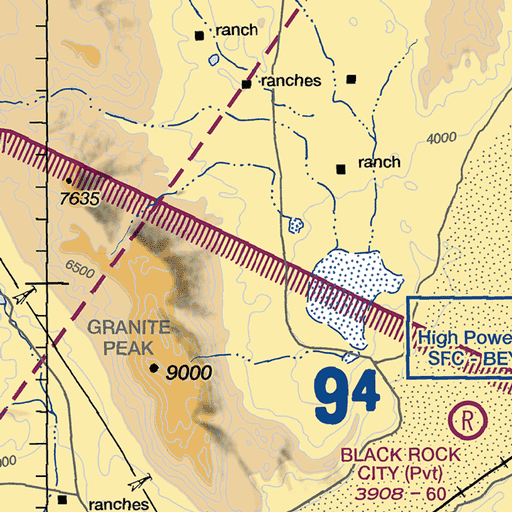 ranch
ranches
4000
ranch
7635
6500
High Powe
SFC - BEY
GRANITE
PEAK
9000
94
R
BLACK ROCK
CITY (Pvt)
3908 - 60
000
ranches